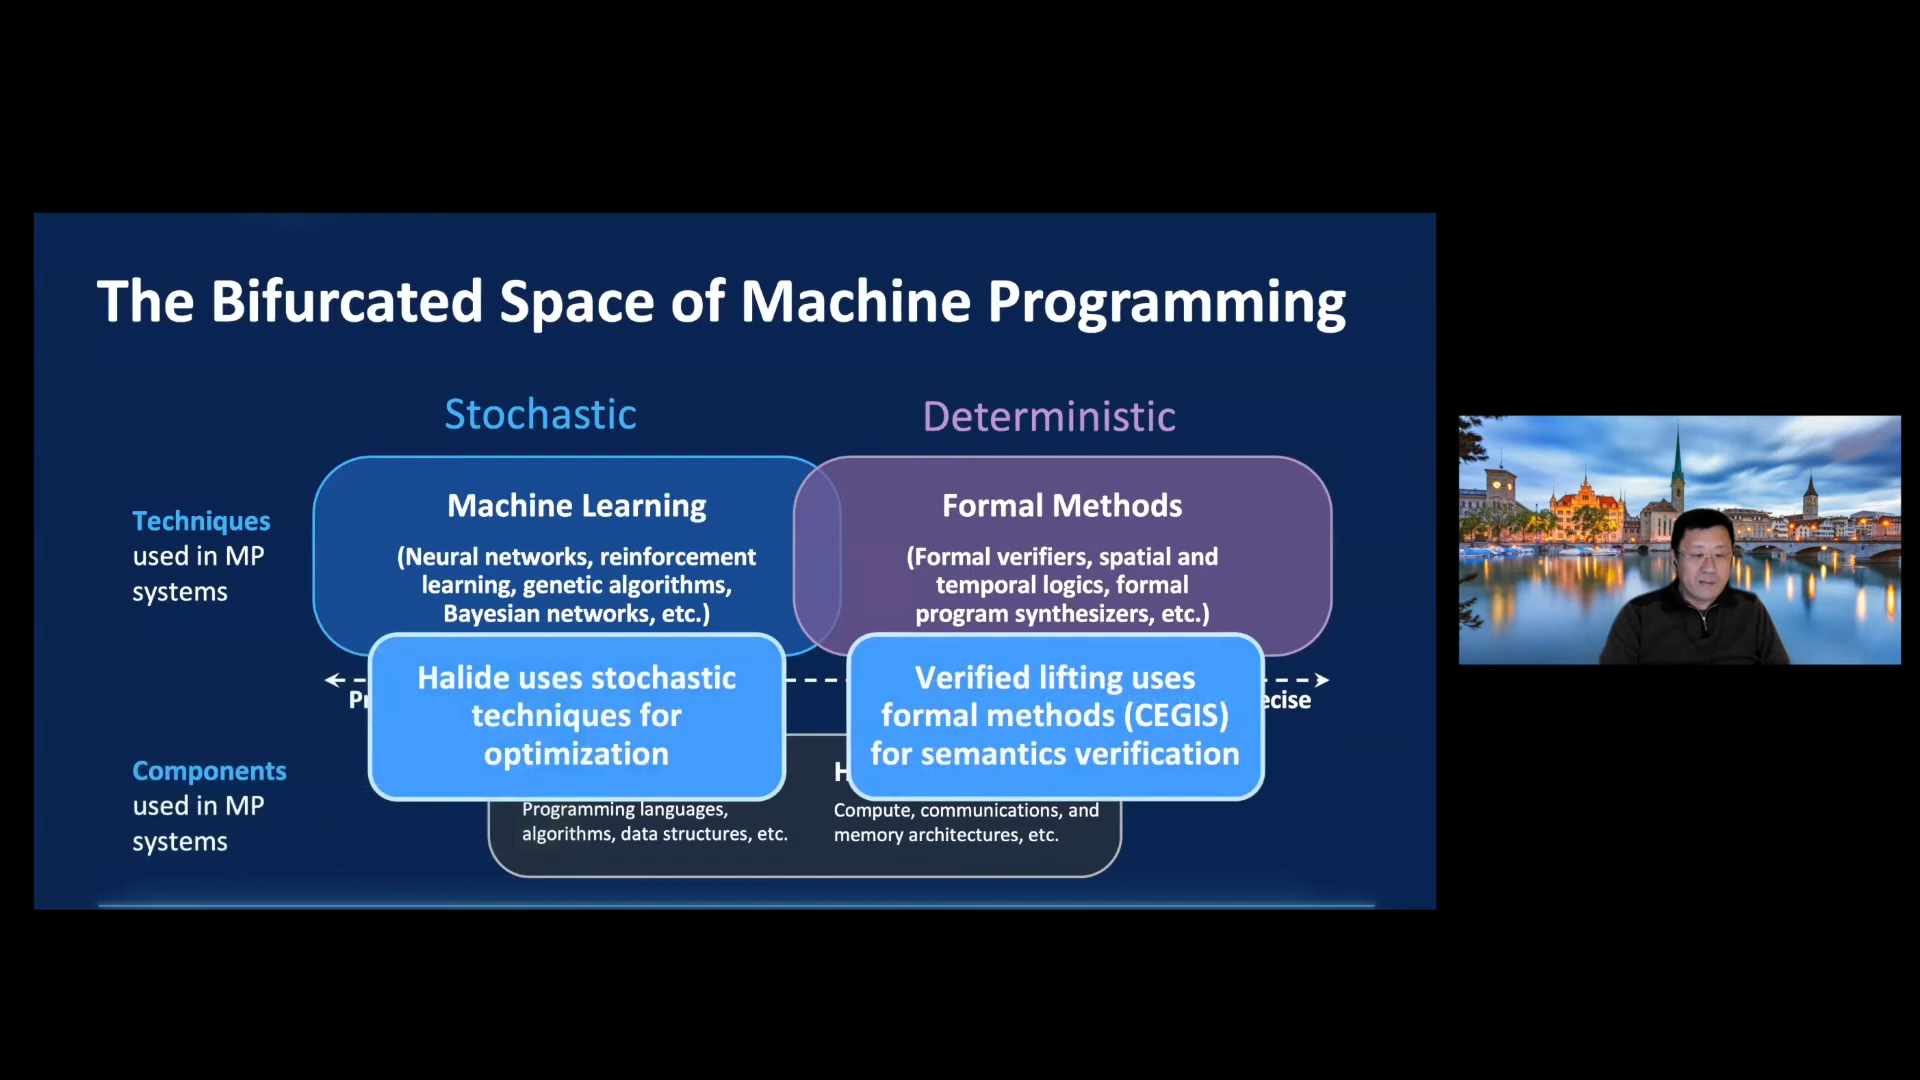 The Bifurcated Space of Machine Programming
Stochastic
Deterministic
Techniques
used in MP
systems
Machine Learning
(Neural networks, reinforcement
learning, genetic algorithms,
Bayesian networks, etc.)
Formal Methods
(Formal verifiers, spatial and
temporal logics, formal
program synthesizers, etc.)
Halide uses stochastic
techniques for
optimization
Verified lifting uses
formal methods (CEGIS)
for semantics verification
Components
used in MP
systems
Programming languages,
algorithms, data structures, etc.
Compute, communications, and
memory architectures, etc.